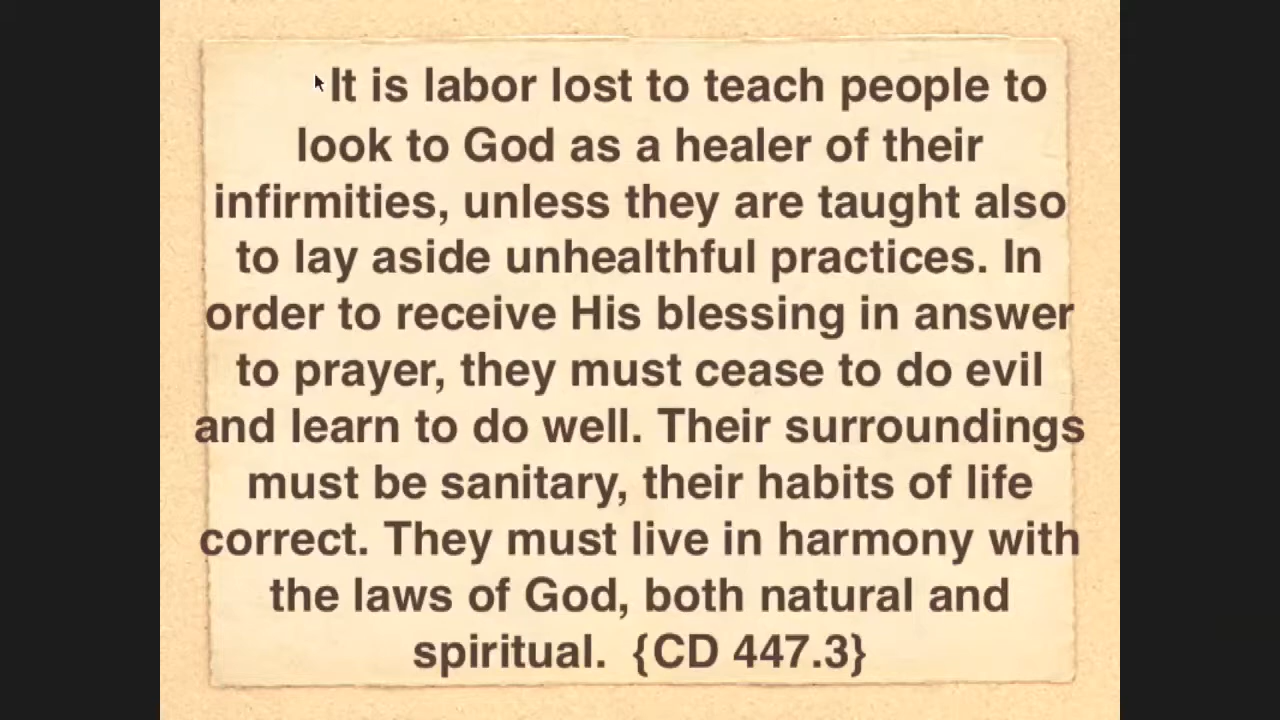 It is labor lost to teach people to
look to God as a healer of their
infirmities, unless they are taught also
to lay aside unhealthful practices. In
order to receive His blessing in answer
to prayer, they must cease to do evil
and learn to do well. Their surroundings
must be sanitary, their habits of life
correct. They must live in harmony with
the laws of God, both natural and
spiritual.  {CD 447.3}